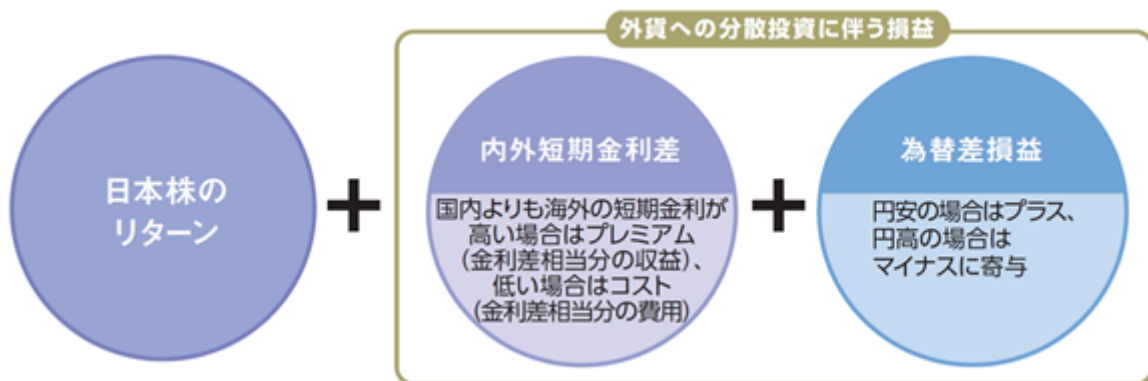 外貨への分散投資に伴う損益
日本株の
リターン
+
内外短期金利差
国内よりも海外の短期金利が
高い場合はプレミアム
(金利差相当分の収益)、
低い場合はコスト
(金利差相当分の費用)
+
為替差損益
円安の場合はプラス、
円高の場合は
マイナスに寄与